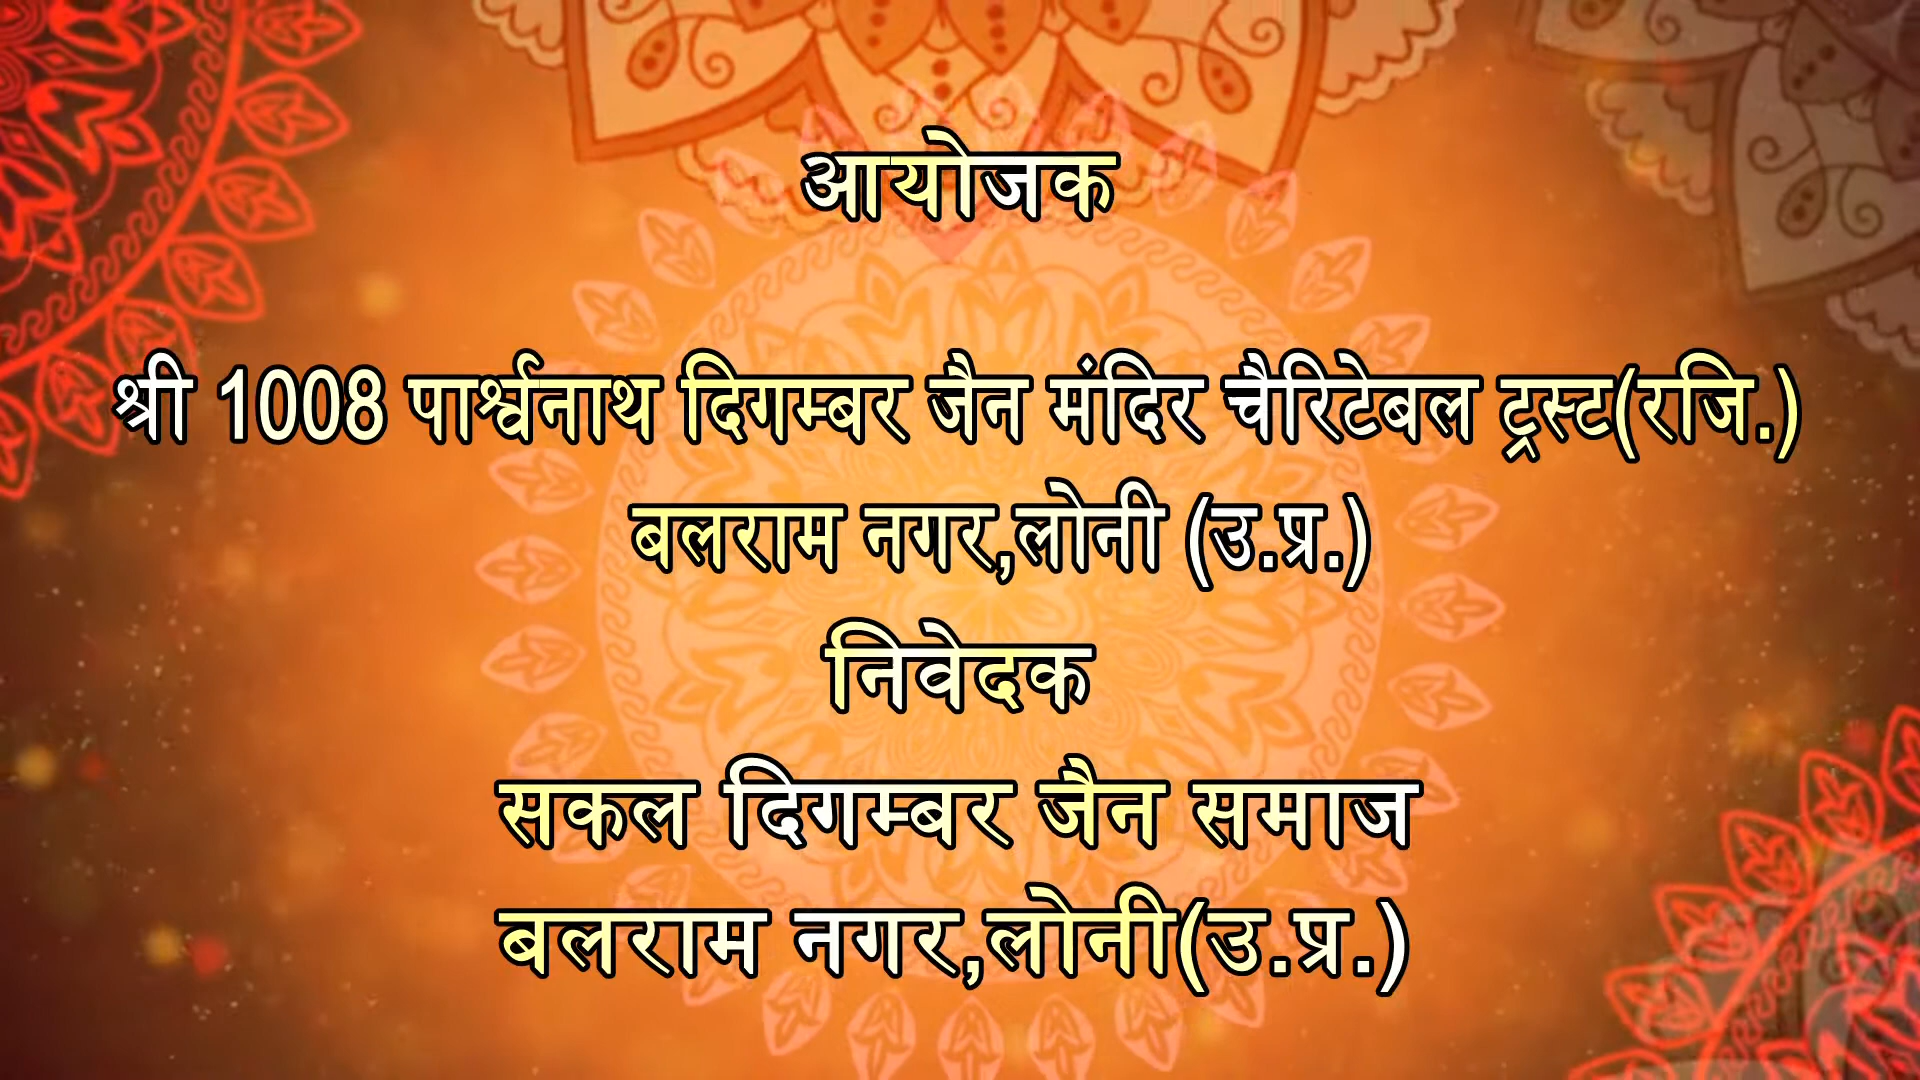 आयोजक
श्री 1008 पार्श्वनाथ दिगम्बर जैन मंदिर चैरिटेबल ट्रस्ट(रजि.)
बलराम नगर,लोनी (उ.प्र.)
निवेदक
सकल दिगम्बर जैन समाज
बलराम नगर,लोनी(उ.प्र.)